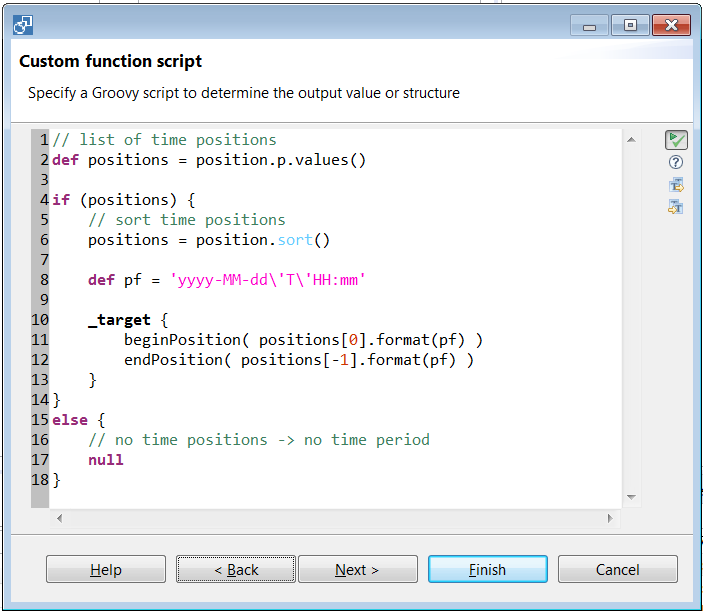 Custom function script
Specify a Groovy script to determine the output value or structure
1 // list of time positions
2 def positions = position.p.values()
3
4 if (positions) {
5     // sort time positions
6     positions = position.sort()
7
8     def pf = 'yyyy-MM-dd\'T\'HH:mm'
9
10     _target {
11         beginPosition( positions[0].format(pf) )
12         endPosition( positions[-1].format(pf) )
13     }
14 }
15 else {
16     // no time positions -> no time period
17     null
18 }
Help < Back Next > Finish Cancel